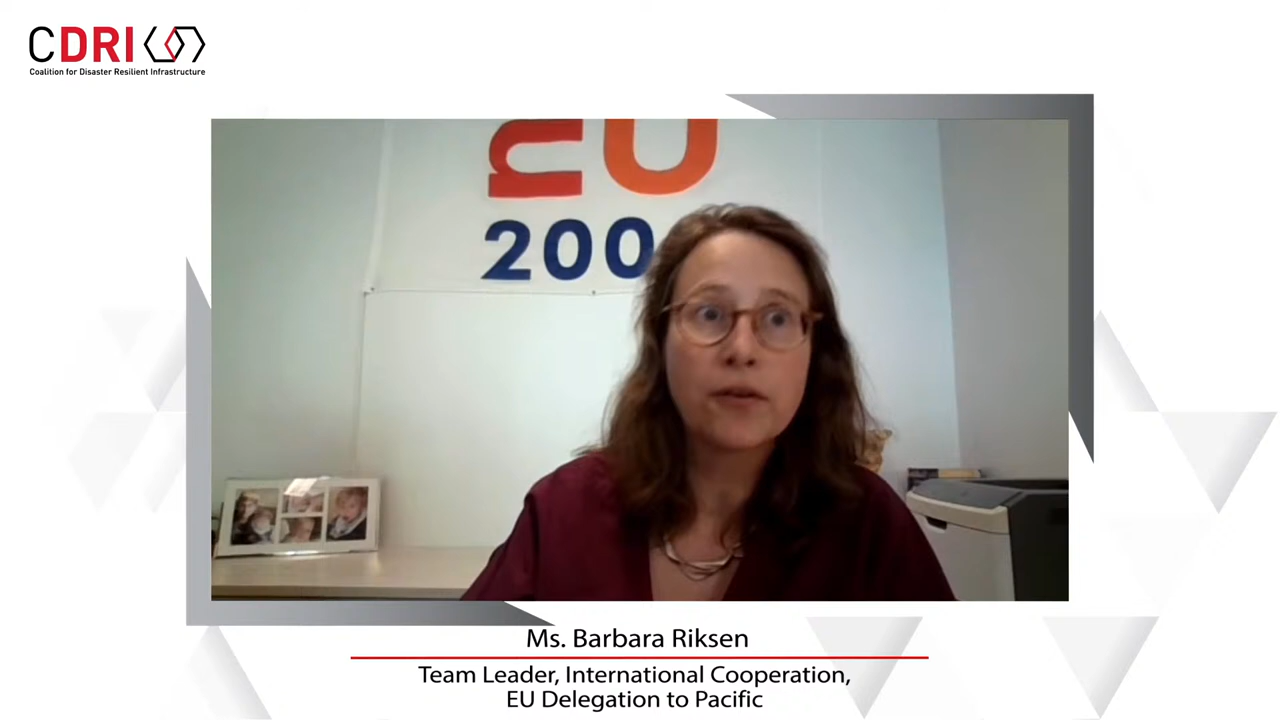 CDRI
Coalition for Disaster Resilient Infrastructure
EU
200
Ms. Barbara Riksen
Team Leader, International Cooperation,
EU Delegation to Pacific